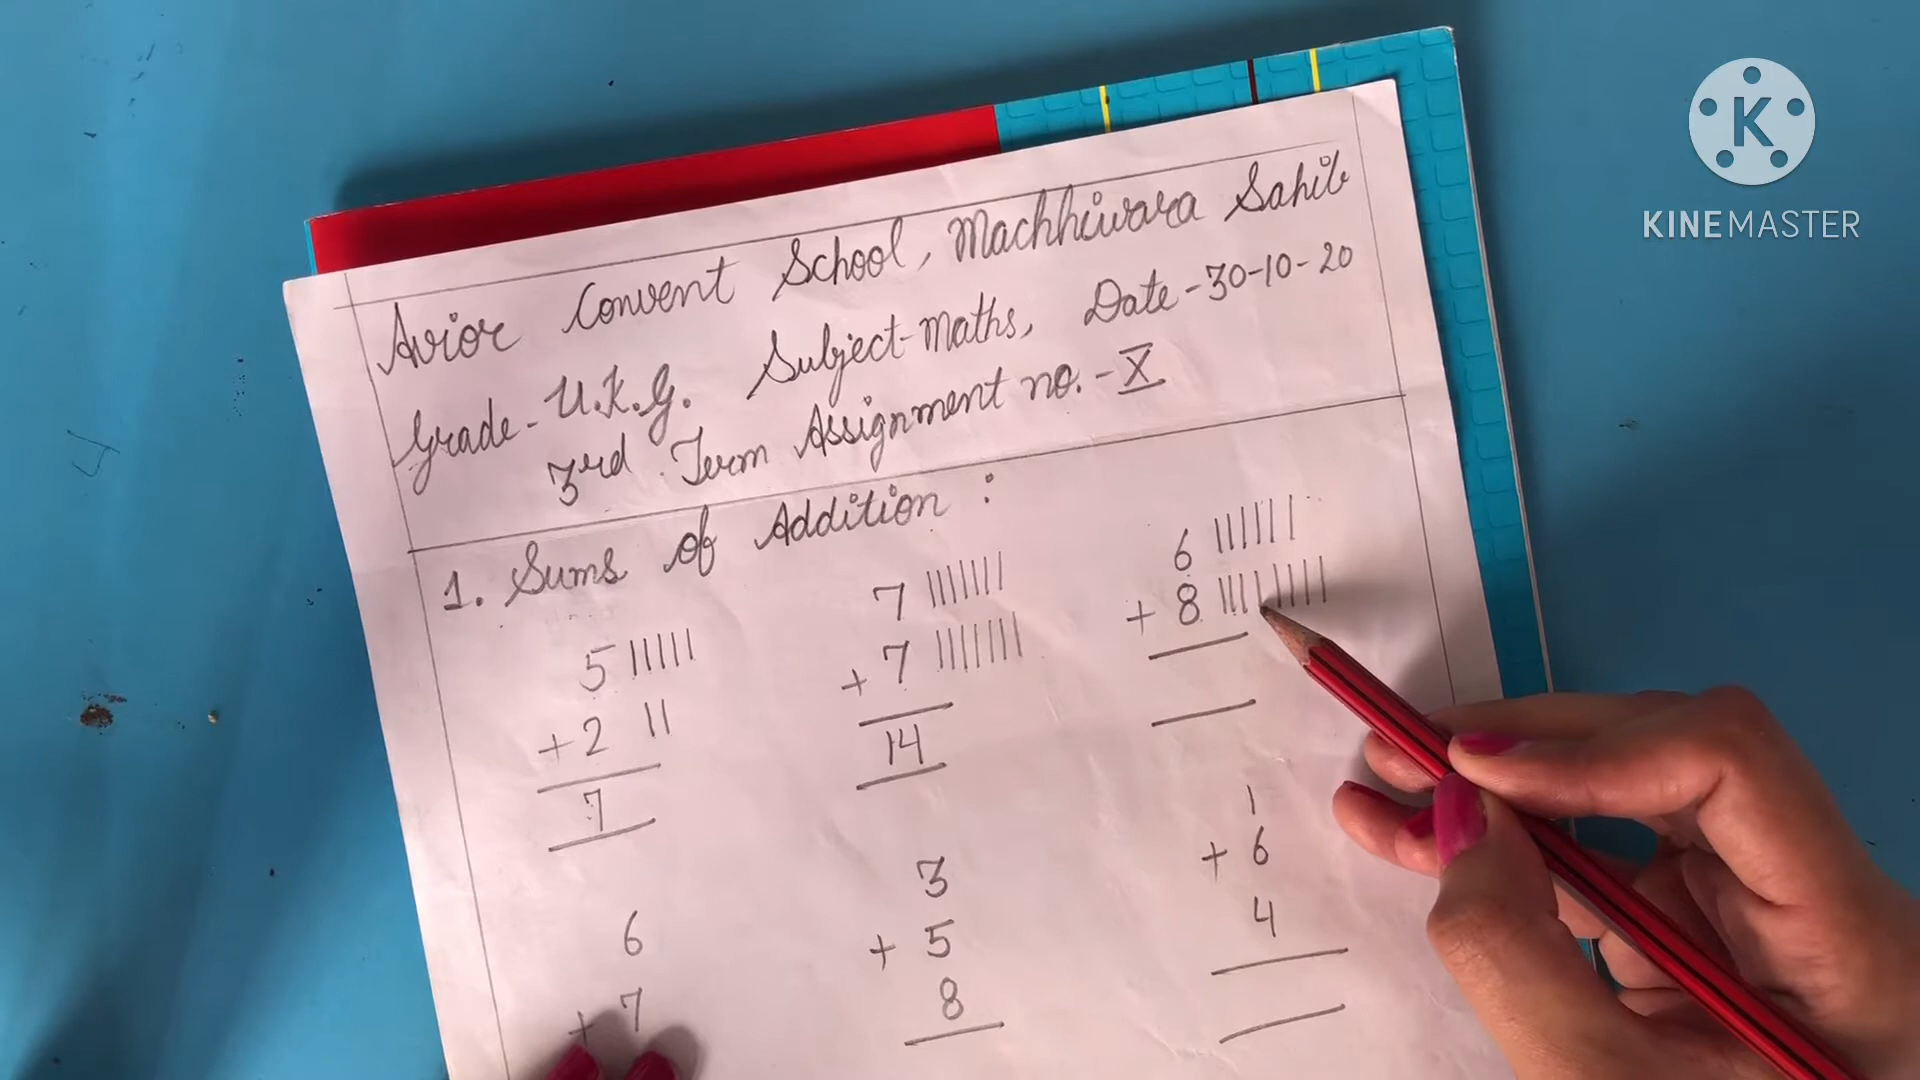 Avior Convent School, Machhiwara Sahib
Grade - U.K.G. Subject - Maths, Date - 30-10-20
3rd Term Assignment no. - X
1. Sums of Addition :
5 |||||
+ 2 ||
7
7 |||||||
+ 7 |||||||
14
6 ||||||
+ 8 ||||||||
6
+ 7
3
+ 5
8
1
+ 6
4
K
KINEMASTER